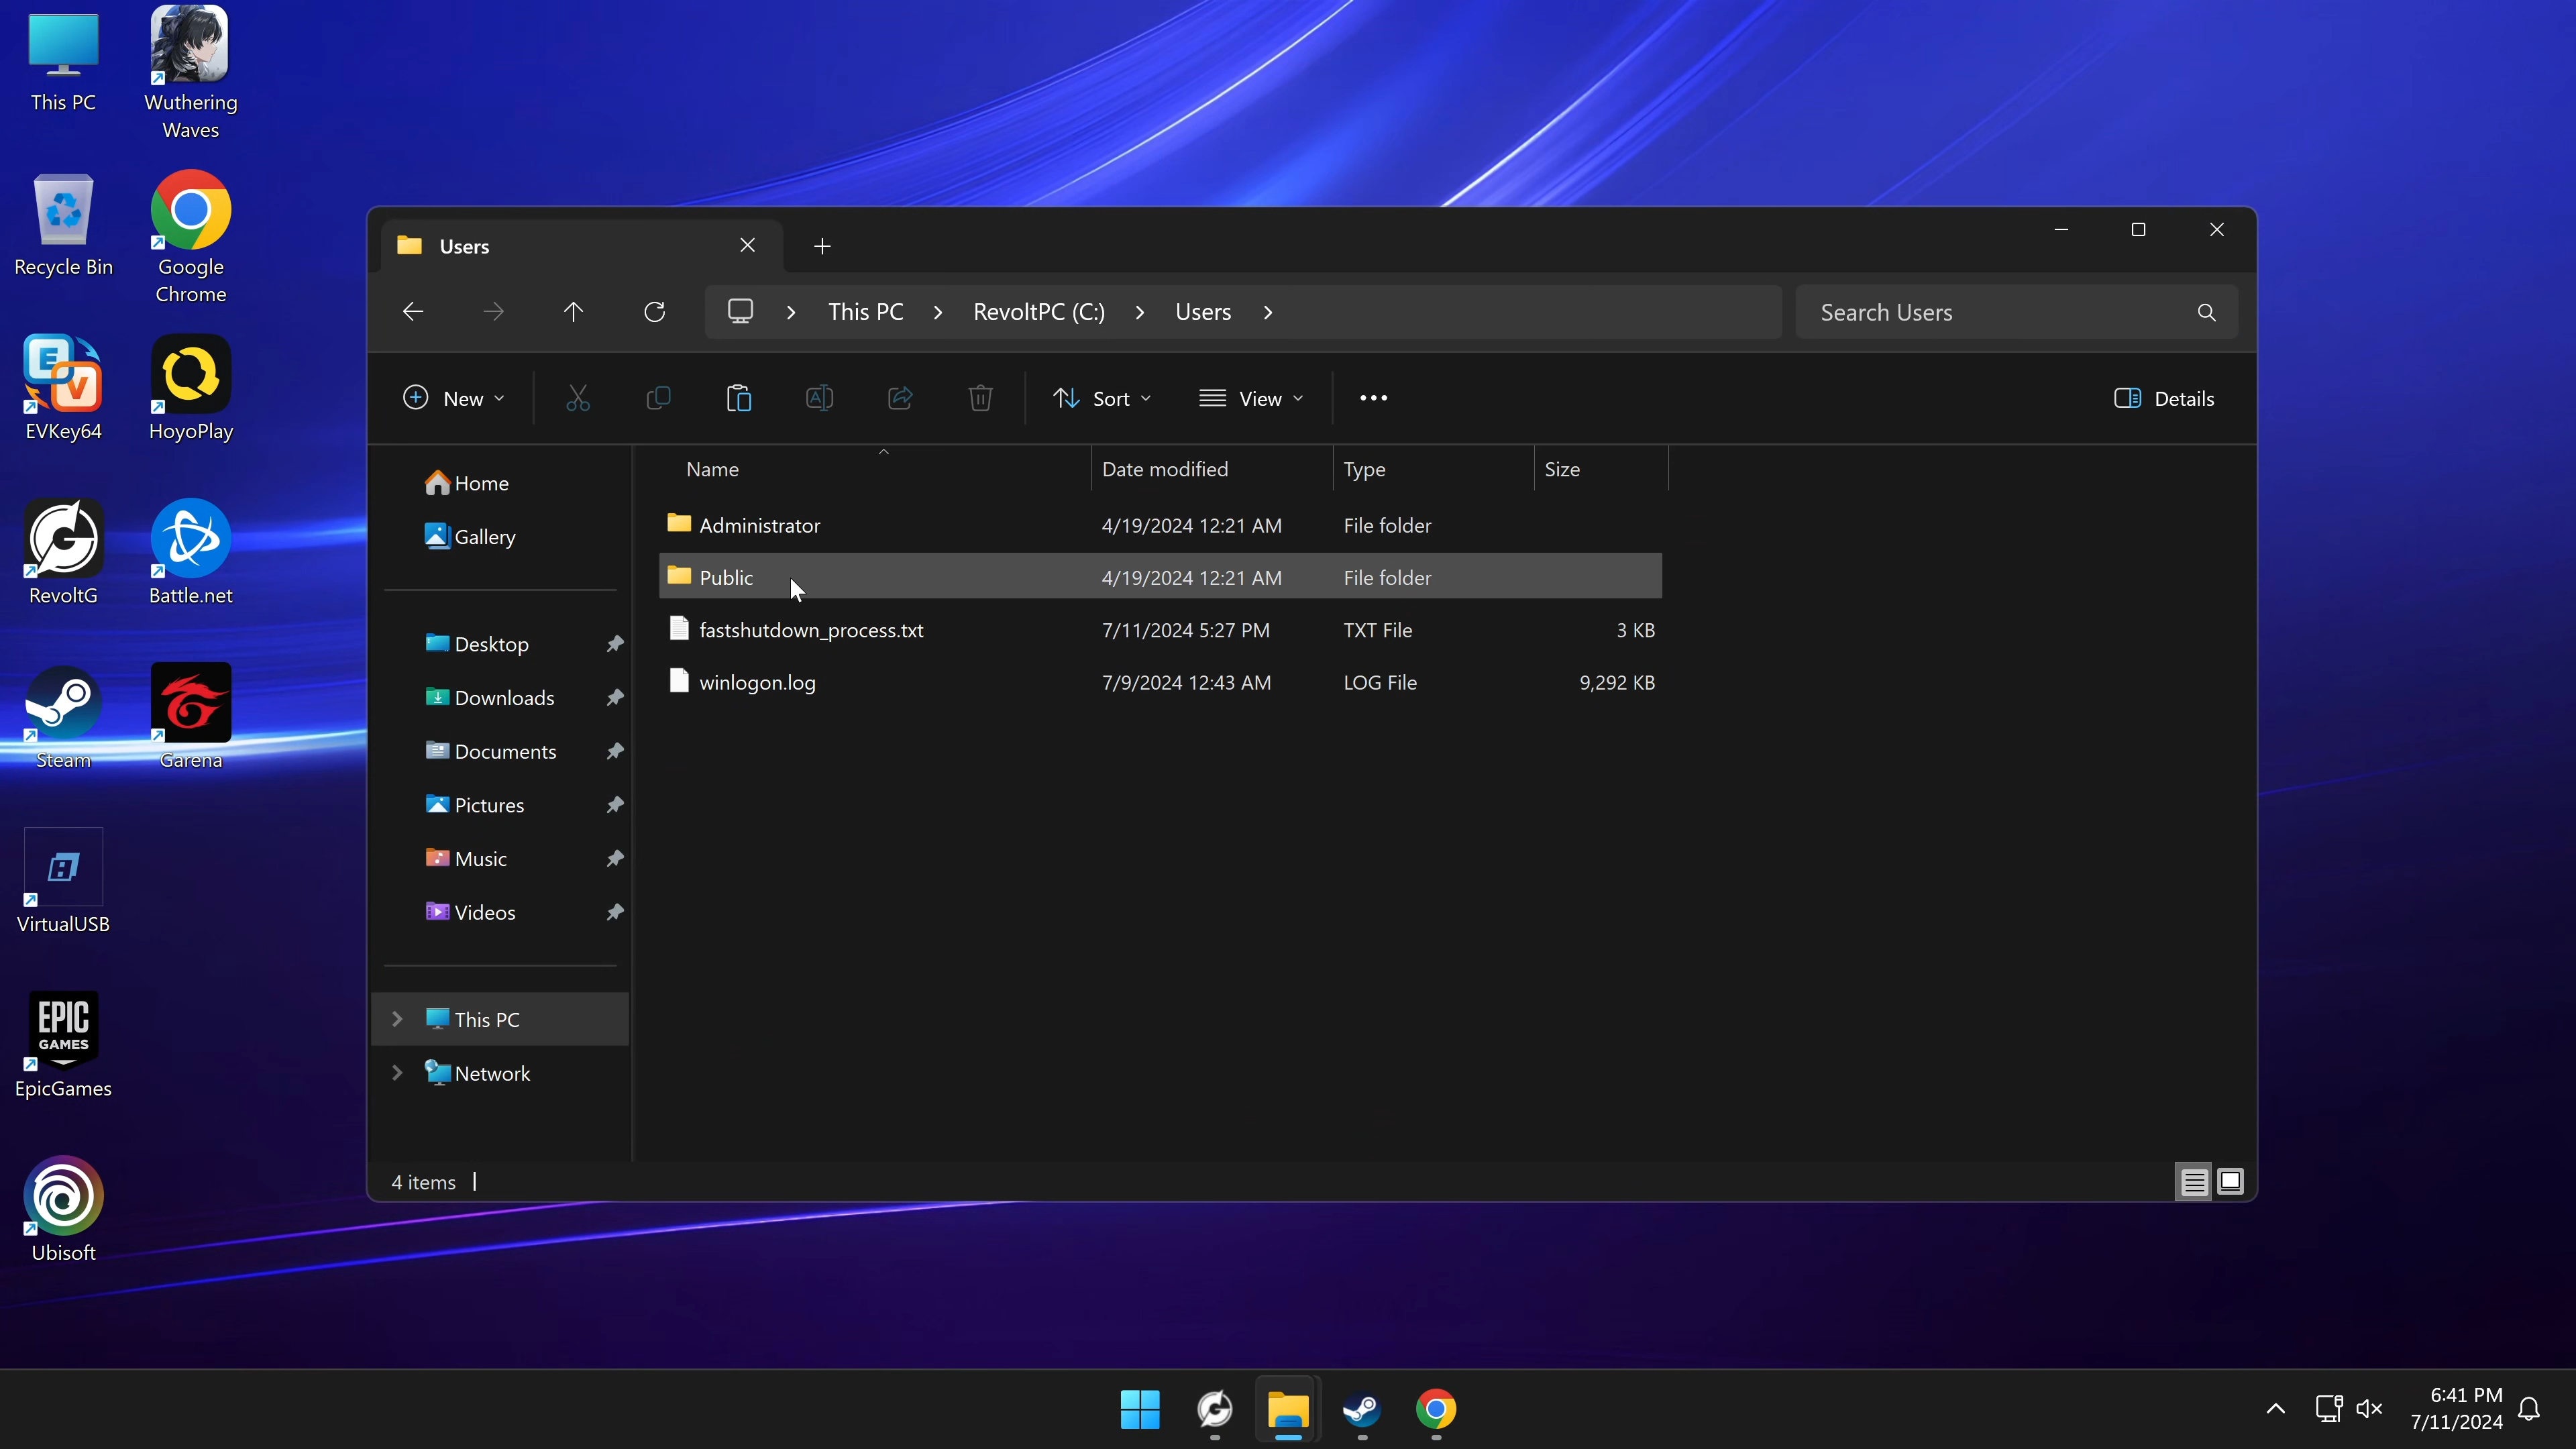 This PC
Wuthering
Waves
Recycle Bin
Google
Chrome
EVKey64
HoyoPlay
RevoltG
Battle.net
Steam
Garena
VirtualUSB
EPIC
GAMES
EpicGames
Ubisoft
Users
This PC
RevoltPC (C:)
Users
Search Users
New
Sort
View
Details
Home
Gallery
Desktop
Downloads
Documents
Pictures
Music
Videos
This PC
Network
Name Date modified Type Size
Administrator 4/19/2024 12:21 AM File folder
Public 4/19/2024 12:21 AM File folder
fastshutdown_process.txt 7/11/2024 5:27 PM TXT File 3 KB
winlogon.log 7/9/2024 12:43 AM LOG File 9,292 KB
4 items
6:41 PM
7/11/2024